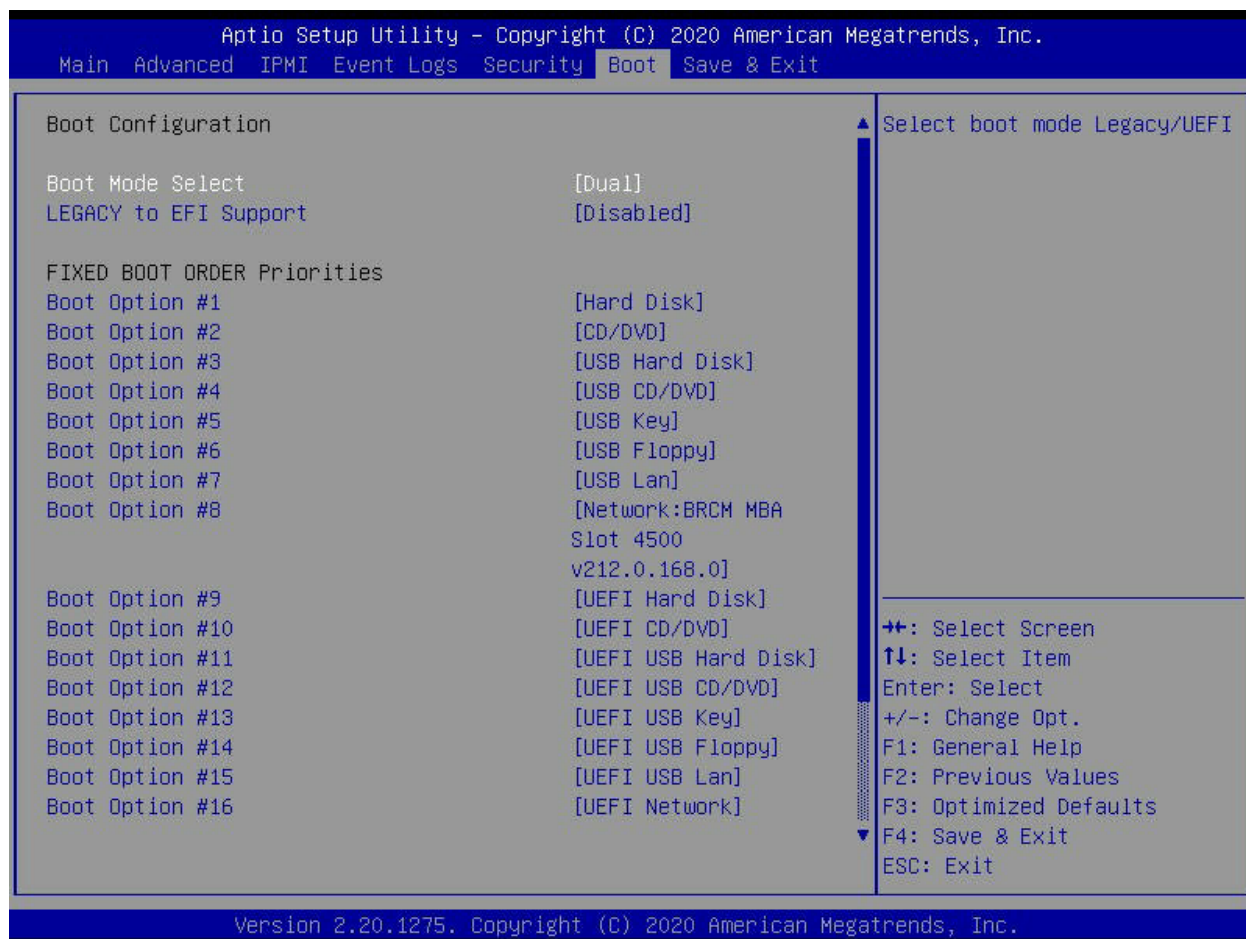 Aptio Setup Utility – Copyright (C) 2020 American Megatrends, Inc.
Main Advanced IPMI Event Logs Security Boot Save & Exit
Boot Configuration
Boot Mode Select [Dual]
LEGACY to EFI Support [Disabled]
FIXED BOOT ORDER Priorities
Boot Option #1 [Hard Disk]
Boot Option #2 [CD/DVD]
Boot Option #3 [USB Hard Disk]
Boot Option #4 [USB CD/DVD]
Boot Option #5 [USB Key]
Boot Option #6 [USB Floppy]
Boot Option #7 [USB Lan]
Boot Option #8 [Network:BRCM MBA
Slot 4500
v212.0.168.0]
Boot Option #9 [UEFI Hard Disk]
Boot Option #10 [UEFI CD/DVD]
Boot Option #11 [UEFI USB Hard Disk]
Boot Option #12 [UEFI USB CD/DVD]
Boot Option #13 [UEFI USB Key]
Boot Option #14 [UEFI USB Floppy]
Boot Option #15 [UEFI USB Lan]
Boot Option #16 [UEFI Network]
Select boot mode Legacy/UEFI
→←: Select Screen
↑↓: Select Item
Enter: Select
+/-: Change Opt.
F1: General Help
F2: Previous Values
F3: Optimized Defaults
F4: Save & Exit
ESC: Exit
Version 2.20.1275. Copyright (C) 2020 American Megatrends, Inc.